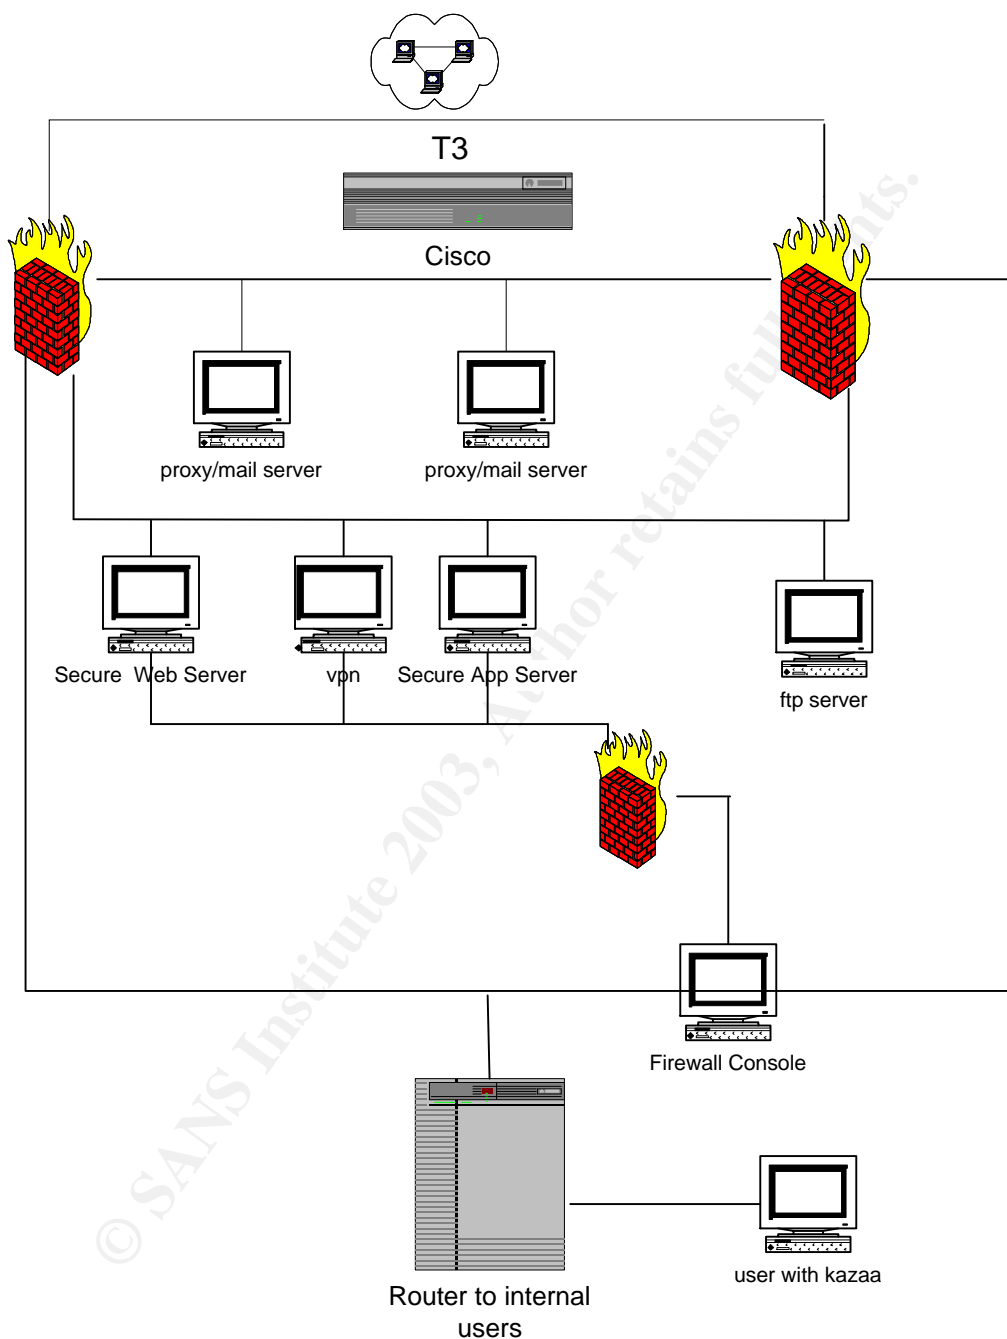 T3
Cisco
proxy/mail server
proxy/mail server
Secure Web Server
vpn
Secure App Server
ftp server
Firewall Console
user with kazaa
Router to internal
users
© SANS Institute 2003, Author retains full rights.